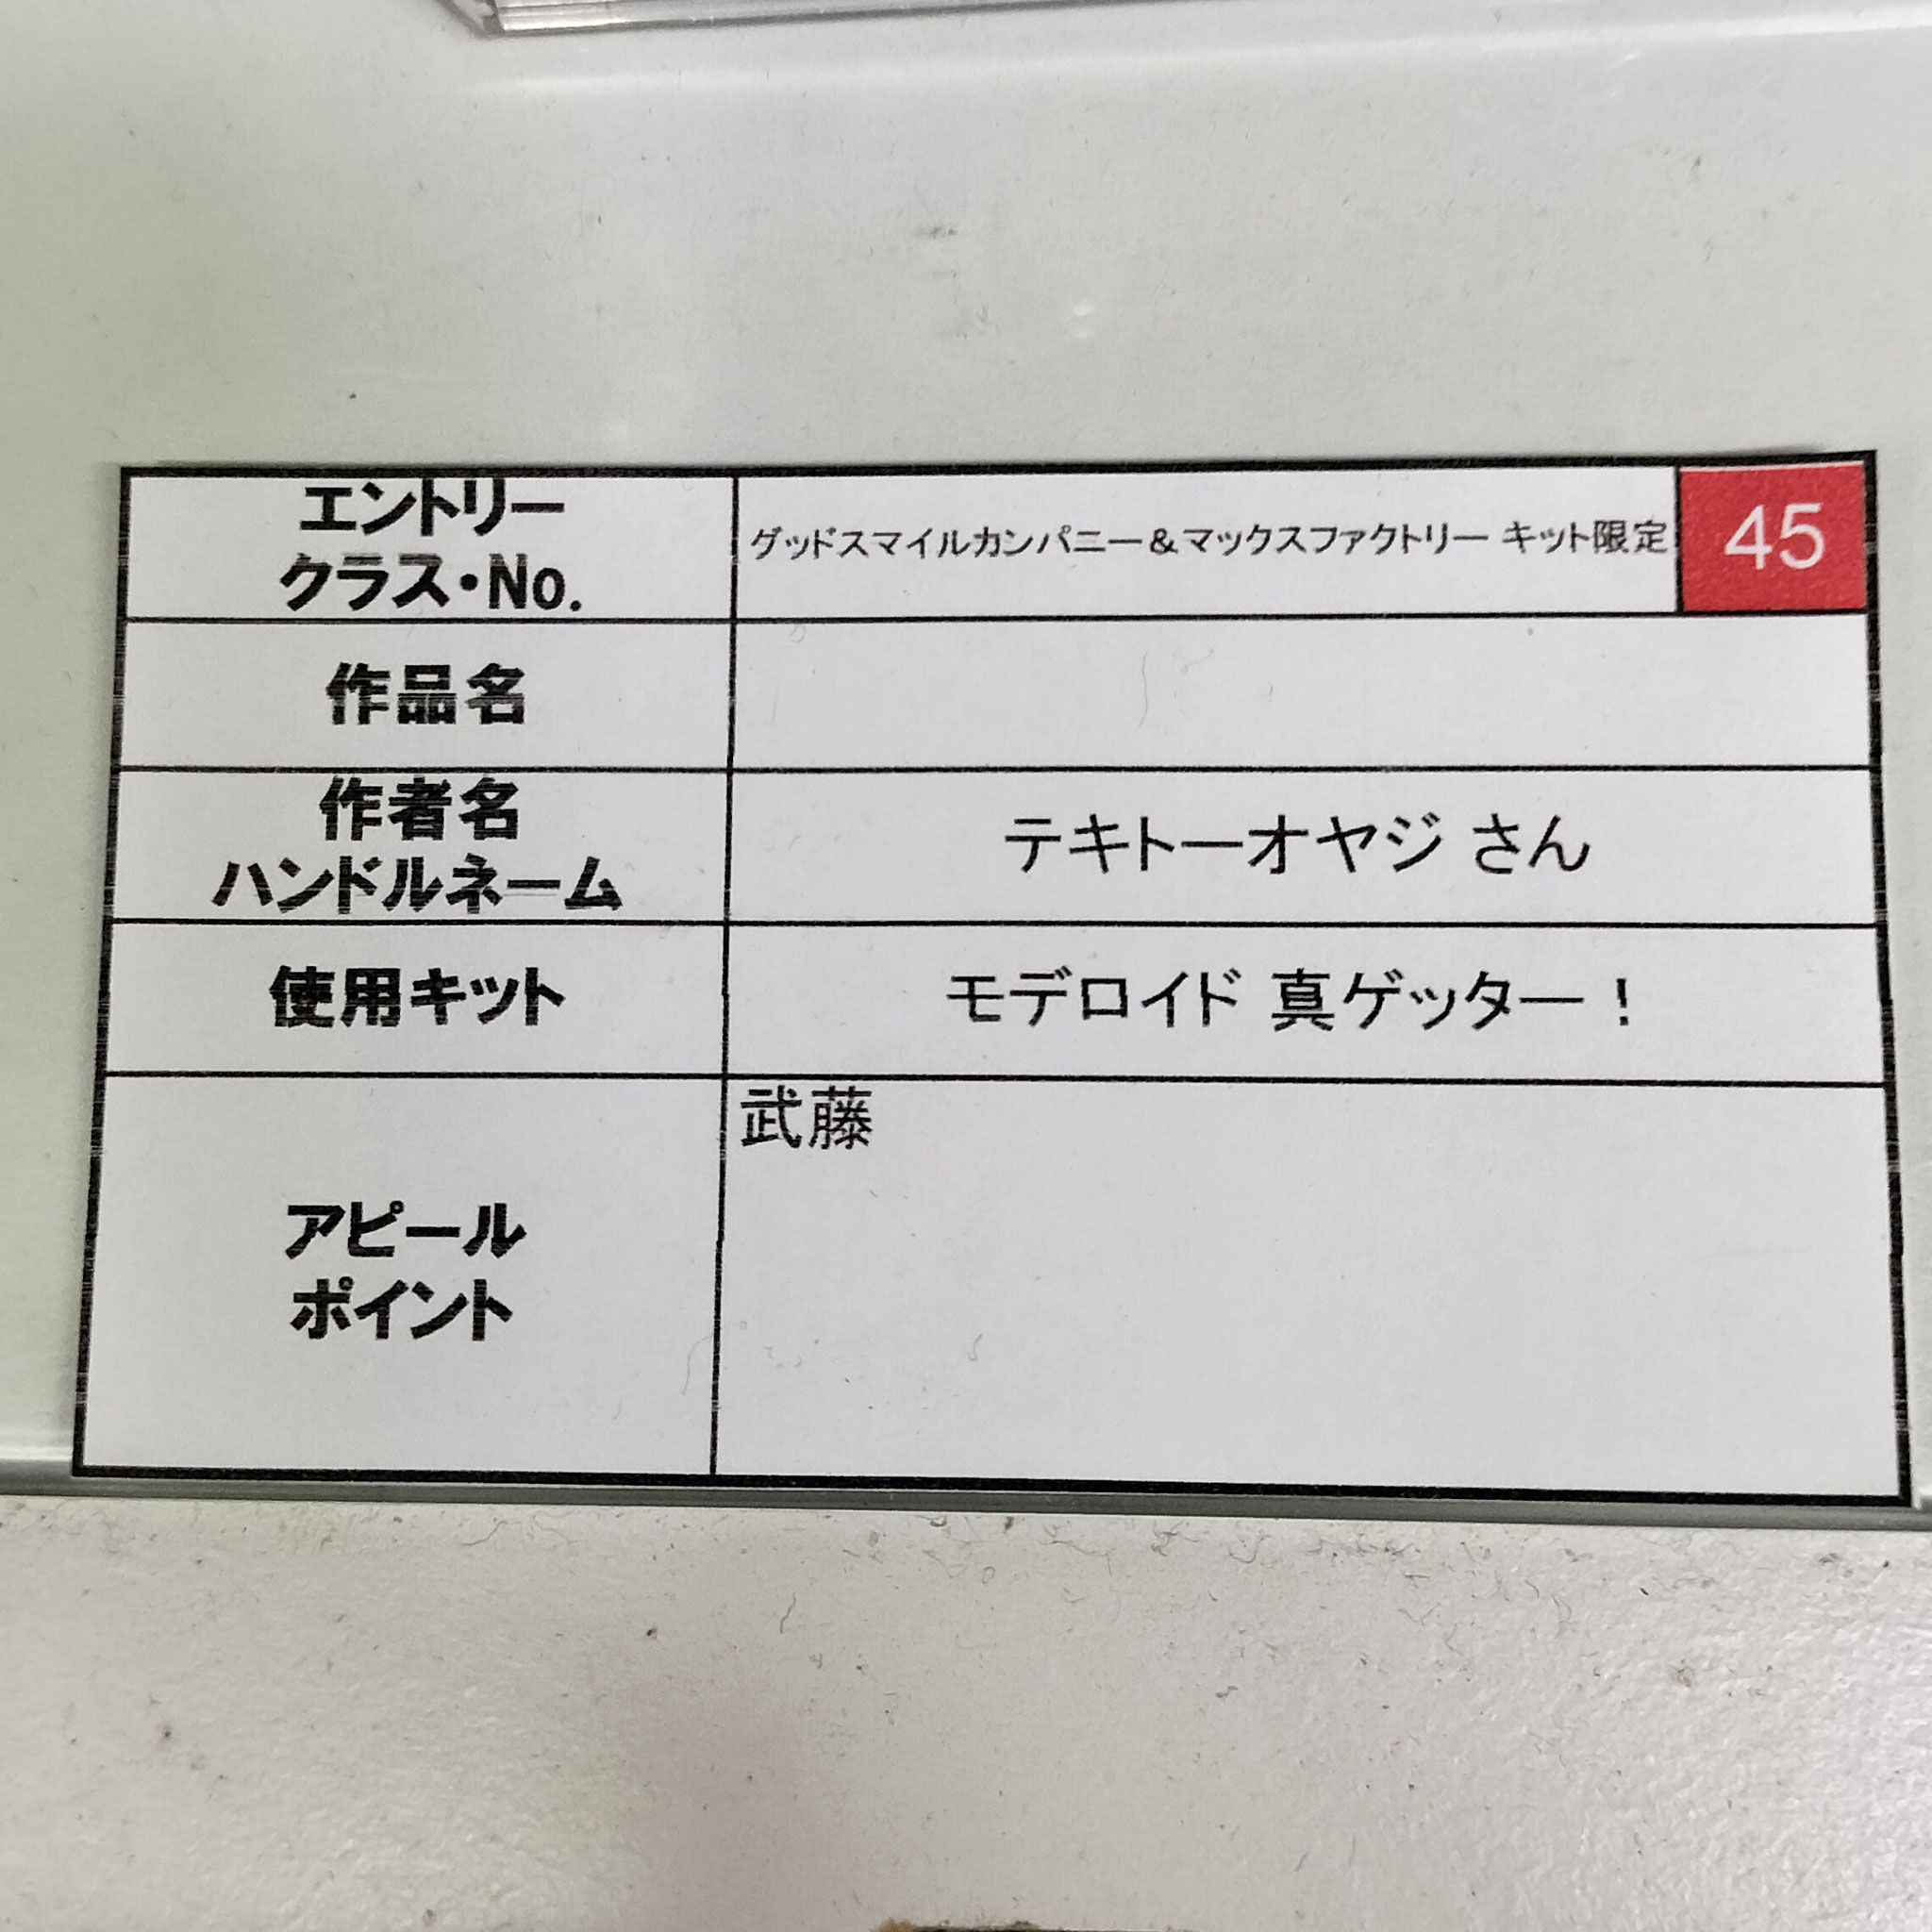 エントリー
クラス・No.
グッドスマイルカンパニー＆マックスファクトリー キット限定
45
作品名
作者名
ハンドルネーム
テキトーオヤジ さん
使用キット
モデロイド 真ゲッター！
アピール
ポイント
武藤